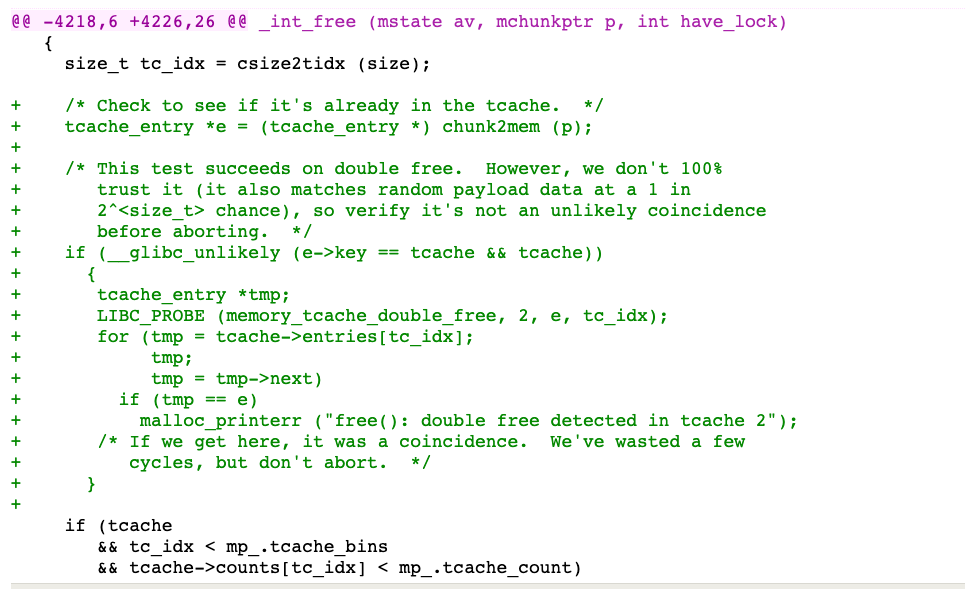 @@ -4218,6 +4226,26 @@ _int_free (mstate av, mchunkptr p, int have_lock)
   {
     size_t tc_idx = csize2tidx (size);

+    /* Check to see if it's already in the tcache.  */
+    tcache_entry *e = (tcache_entry *) chunk2mem (p);
+
+    /* This test succeeds on double free.  However, we don't 100%
+       trust it (it also matches random payload data at a 1 in
+       2^<size_t> chance), so verify it's not an unlikely coincidence
+       before aborting.  */
+    if (__glibc_unlikely (e->key == tcache && tcache))
+      {
+       tcache_entry *tmp;
+       LIBC_PROBE (memory_tcache_double_free, 2, e, tc_idx);
+       for (tmp = tcache->entries[tc_idx];
+            tmp;
+            tmp = tmp->next)
+         if (tmp == e)
+           malloc_printerr ("free(): double free detected in tcache 2");
+       /* If we get here, it was a coincidence.  We've wasted a few
+          cycles, but don't abort.  */
+      }
+
     if (tcache
        && tc_idx < mp_.tcache_bins
        && tcache->counts[tc_idx] < mp_.tcache_count)